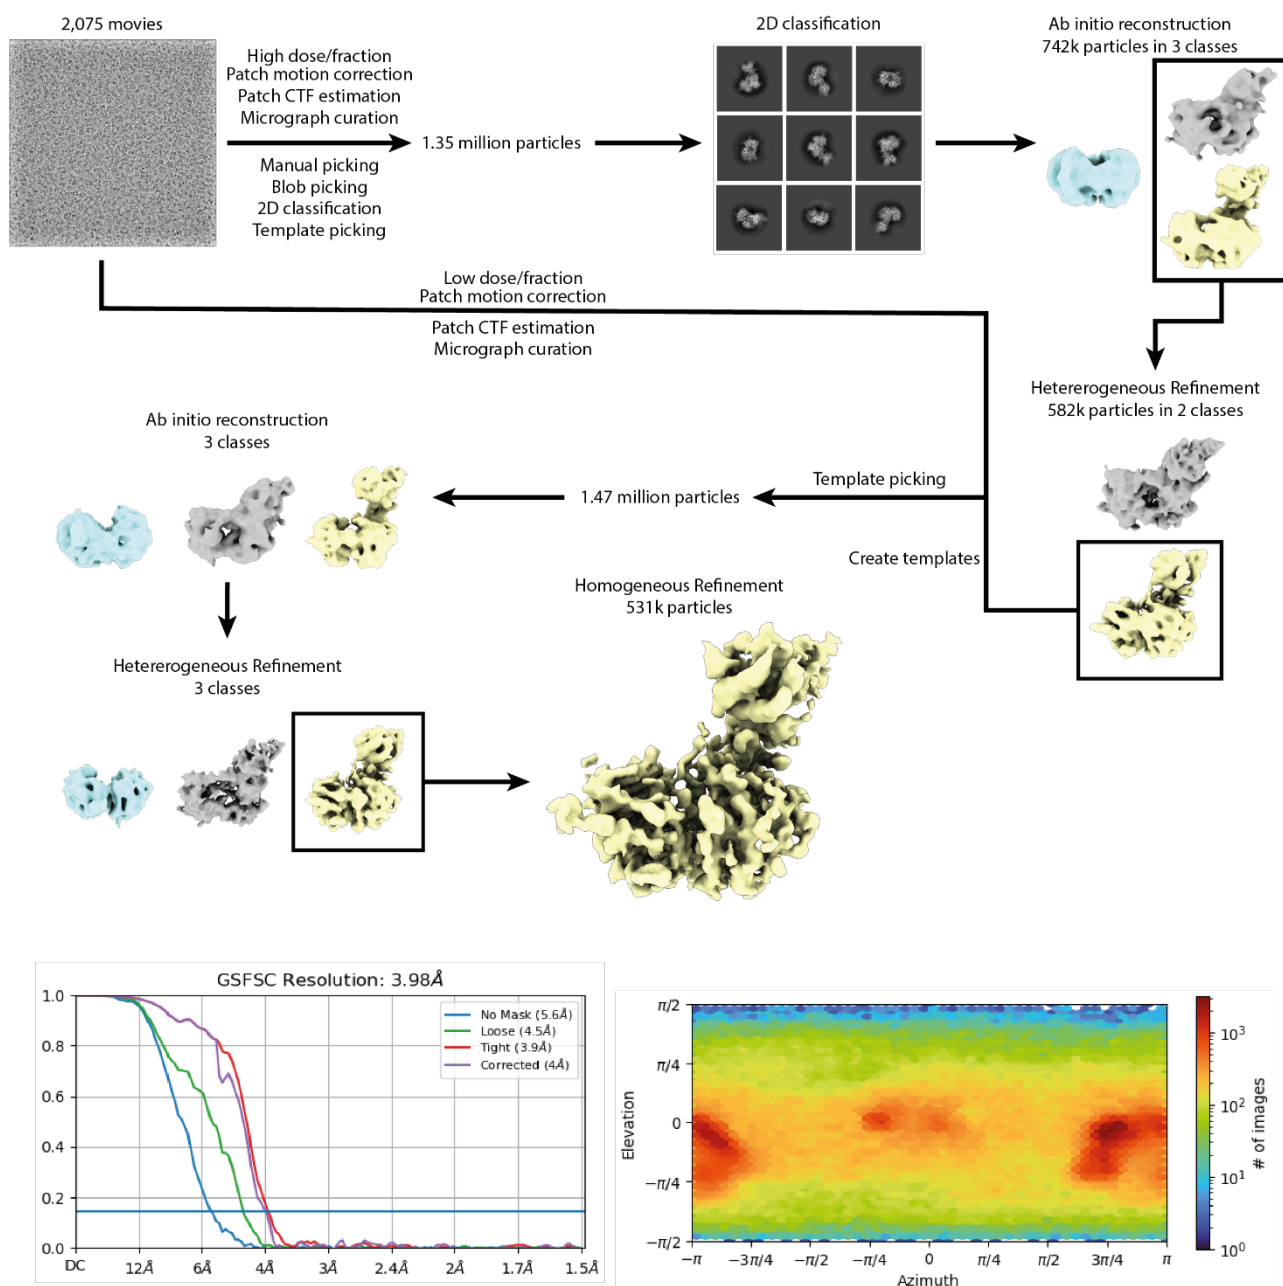 2,075 movies
High dose/fraction
Patch motion correction
Patch CTF estimation
Micrograph curation
Manual picking
Blob picking
2D classification
Template picking
1.35 million particles
2D classification
Ab initio reconstruction
742k particles in 3 classes
Low dose/fraction
Patch motion correction
Patch CTF estimation
Micrograph curation
Hetererogeneous Refinement
582k particles in 2 classes
Create templates
Template picking
1.47 million particles
Ab initio reconstruction
3 classes
Hetererogeneous Refinement
3 classes
Homogeneous Refinement
531k particles
GSFSC Resolution: 3.98Å
1.0
0.8
0.6
0.4
0.2
0.0
No Mask (5.6Å)
Loose (4.5Å)
Tight (3.9Å)
Corrected (4Å)
DC 12Å 6Å 4Å 3Å 2.4Å 2Å 1.7Å 1.5Å
π/2
π/4
0
−π/4
−π/2
Elevation
−π −3π/4 −π/2 −π/4 0 π/4 π/2 3π/4 π
Azimuth
10³
10²
10¹
10⁰
# of images